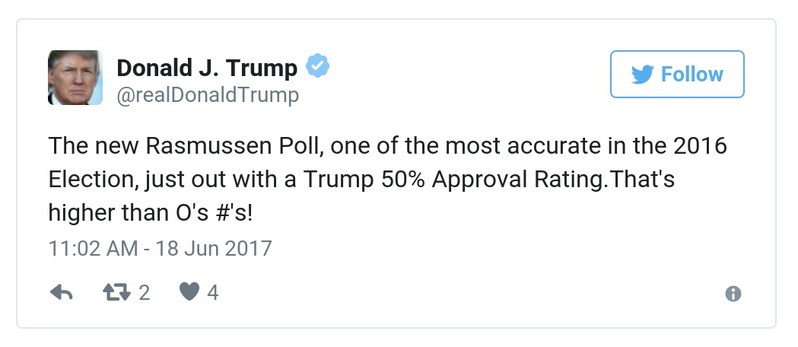 Donald J. Trump
@realDonaldTrump
Follow
The new Rasmussen Poll, one of the most accurate in the 2016
Election, just out with a Trump 50% Approval Rating.That's
higher than O's #'s!
11:02 AM - 18 Jun 2017
2 4